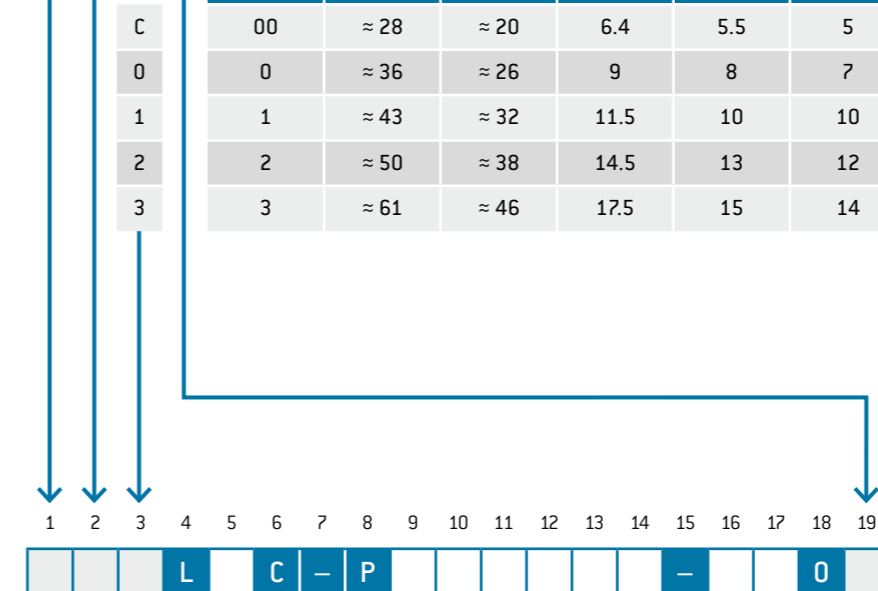 C 00 ≈ 28 ≈ 20 6.4 5.5 5
0 0 ≈ 36 ≈ 26 9 8 7
1 1 ≈ 43 ≈ 32 11.5 10 10
2 2 ≈ 50 ≈ 38 14.5 13 12
3 3 ≈ 61 ≈ 46 17.5 15 14
1 2 3 4 5 6 7 8 9 10 11 12 13 14 15 16 17 18 19
L C – P – 0